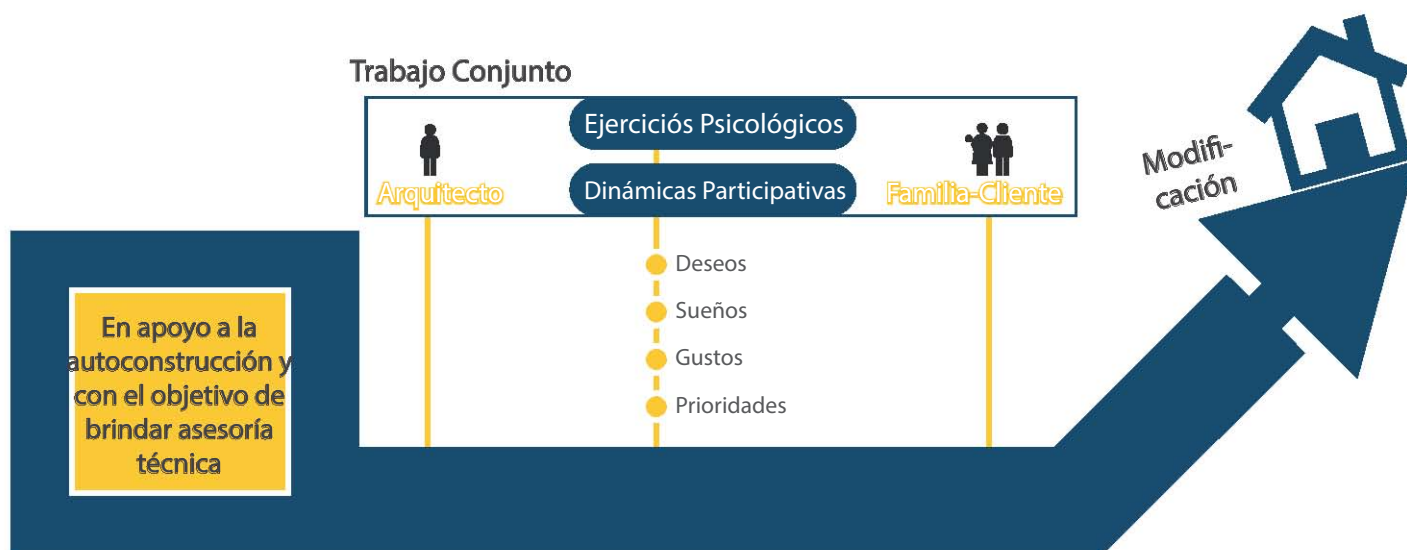 Trabajo Conjunto
Ejerciciós Psicológicos
Dinámicas Participativas
Arquitecto
Familia-Cliente
Modifi-
cación
Deseos
Sueños
Gustos
Prioridades
En apoyo a la
autoconstrucción y
con el objetivo de
brindar asesoría
técnica